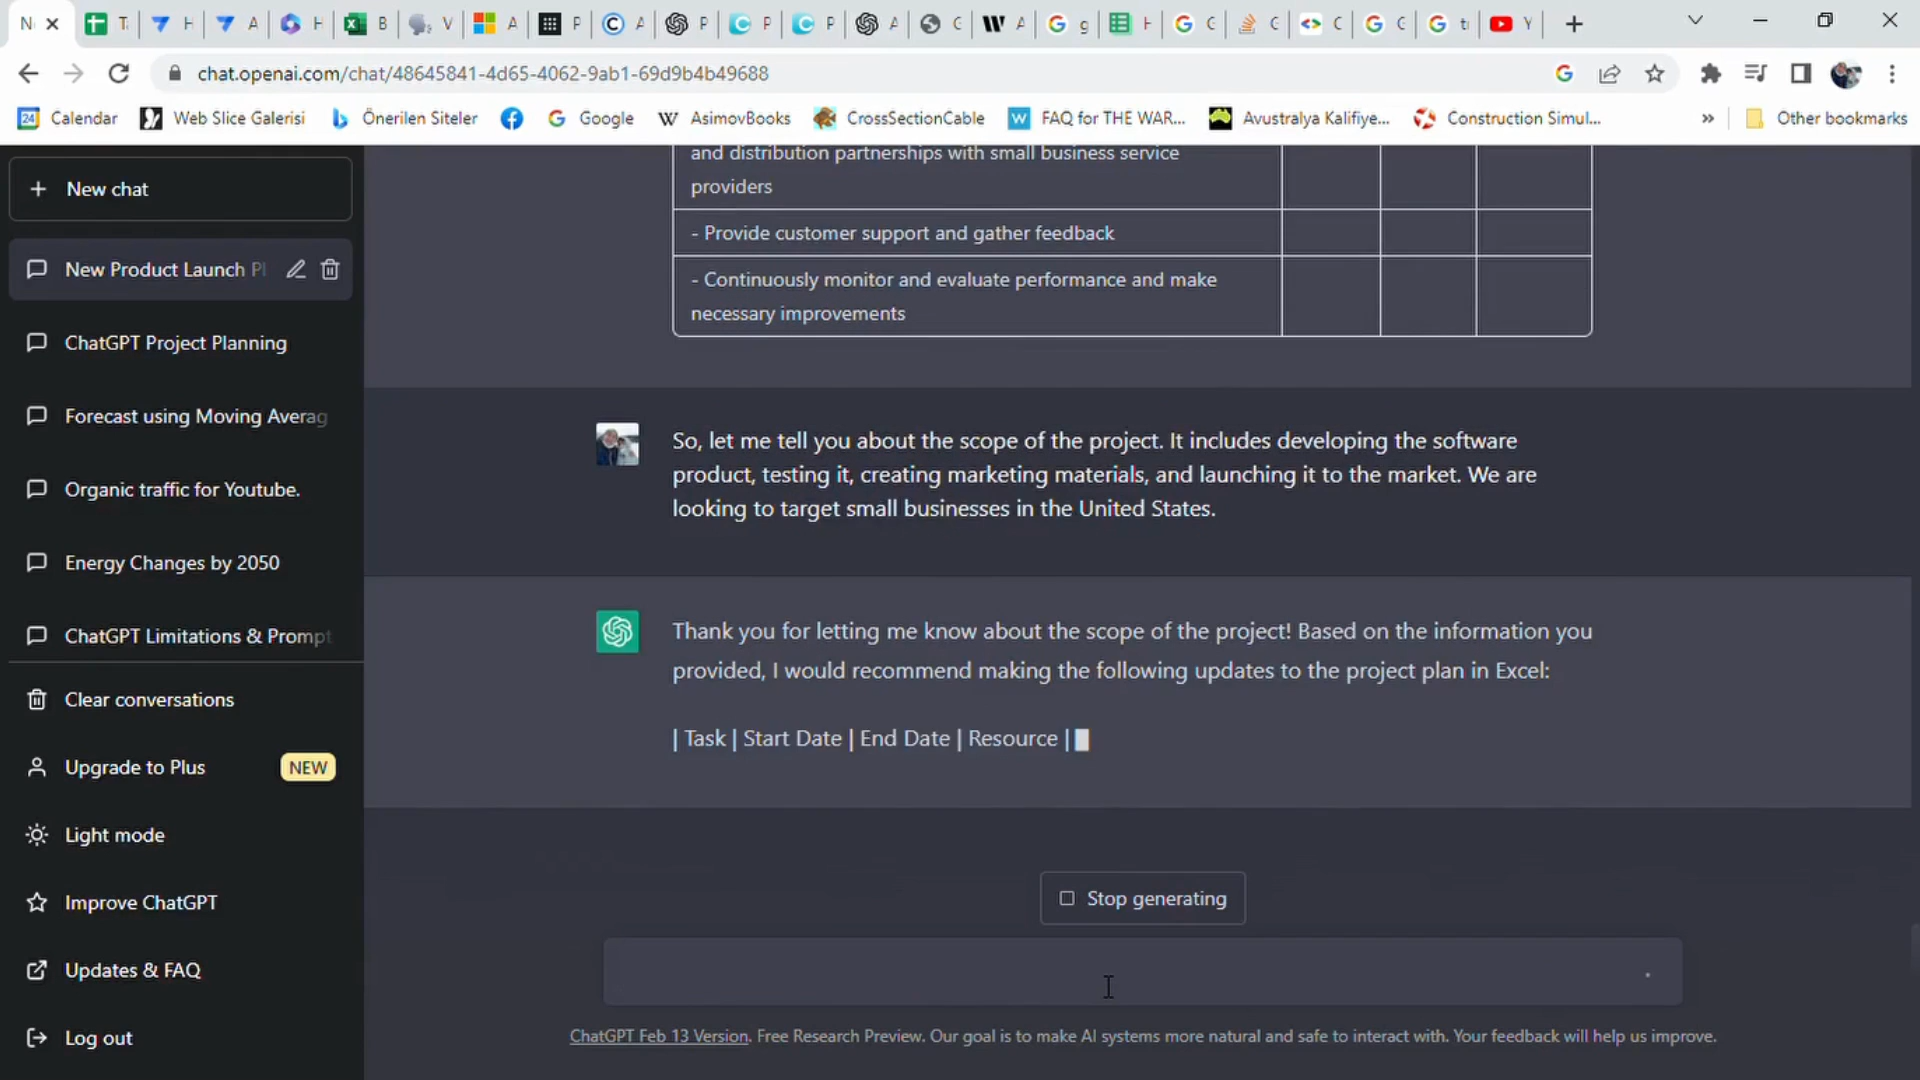 N
T
H
A
H
B
V
A
P
A
P
P
P
A
C
A
g
H
C
C
C
C
t
Y
chat.openai.com/chat/48645841-4d65-4062-9ab1-69d9b4b49688
24 Calendar
Web Slice Galerisi
Önerilen Siteler
Google
W AsimovBooks
CrossSectionCable
W FAQ for THE WAR...
Avustralya Kalifiye...
Construction Simul...
» Other bookmarks
+ New chat
New Product Launch Pl
ChatGPT Project Planning
Forecast using Moving Averag
Organic traffic for Youtube.
Energy Changes by 2050
ChatGPT Limitations & Prompt
Clear conversations
Upgrade to Plus NEW
Light mode
Improve ChatGPT
Updates & FAQ
Log out
and distribution partnerships with small business service
providers
- Provide customer support and gather feedback
- Continuously monitor and evaluate performance and make
necessary improvements
So, let me tell you about the scope of the project. It includes developing the software
product, testing it, creating marketing materials, and launching it to the market. We are
looking to target small businesses in the United States.
Thank you for letting me know about the scope of the project! Based on the information you
provided, I would recommend making the following updates to the project plan in Excel:
| Task | Start Date | End Date | Resource |
Stop generating
ChatGPT Feb 13 Version. Free Research Preview. Our goal is to make AI systems more natural and safe to interact with. Your feedback will help us improve.